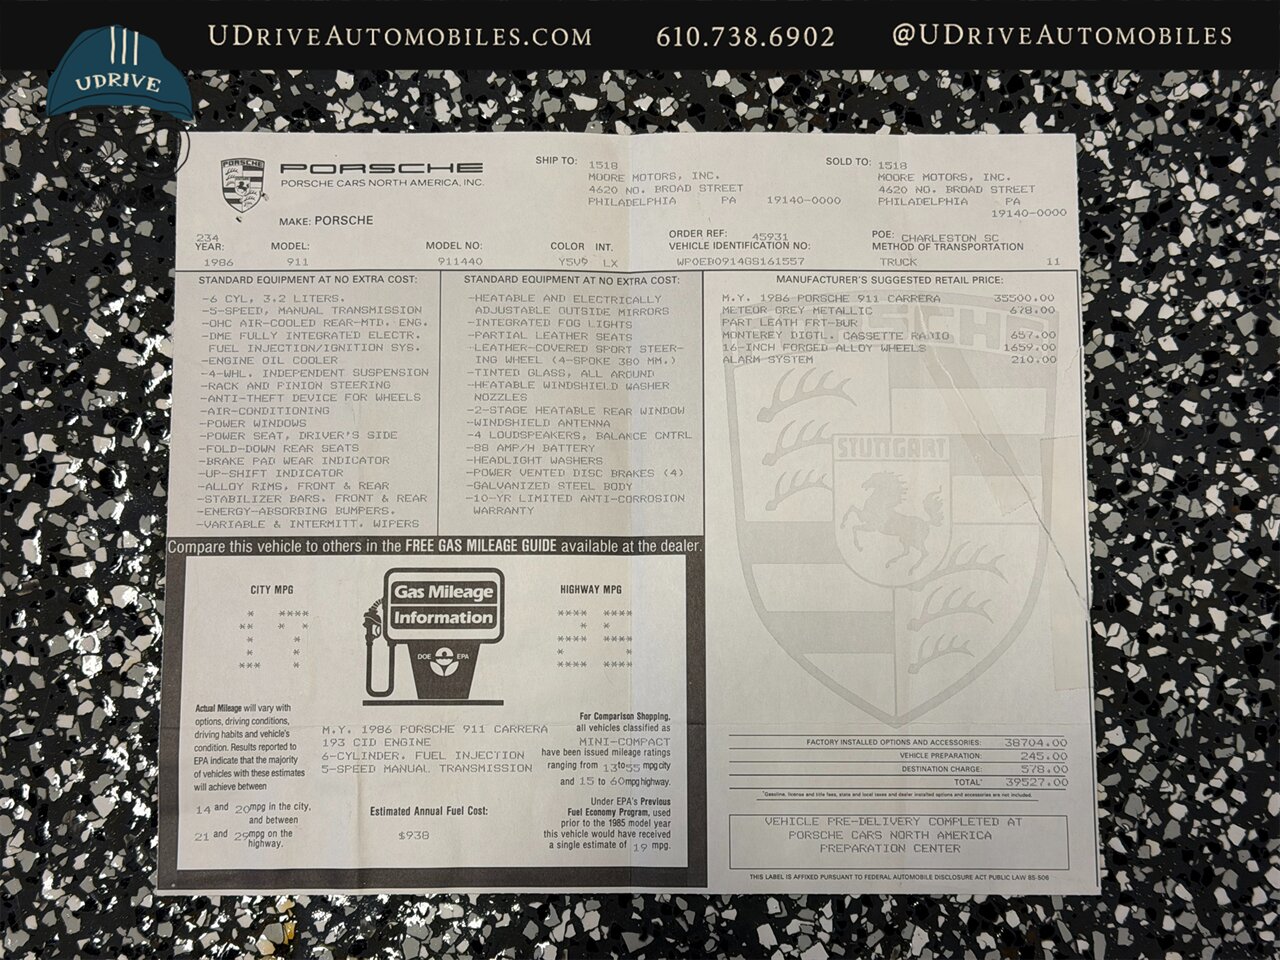 UDRIVEAUTOMOBILES.COM 610.738.6902 @UDRIVEAUTOMOBILES
UDRIVE
PORSCHE
PORSCHE
PORSCHE CARS NORTH AMERICA, INC.
MAKE: PORSCHE
SHIP TO: 1518
MOORE MOTORS, INC.
4620 NO. BROAD STREET
PHILADELPHIA PA 19140-0000
SOLD TO: 1518
MOORE MOTORS, INC.
4620 NO. BROAD STREET
PHILADELPHIA PA
19140-0000
234
YEAR: MODEL: MODEL NO: COLOR INT.
1986 911 911440 Y5V9 LX
ORDER REF: 45931
VEHICLE IDENTIFICATION NO:
WP0EB0914GS161557
POE: CHARLESTON SC
METHOD OF TRANSPORTATION
TRUCK 11
STANDARD EQUIPMENT AT NO EXTRA COST:
-6 CYL, 3.2 LITERS.
-5-SPEED, MANUAL TRANSMISSION
-OHC AIR-COOLED REAR-MTD. ENG.
-DME FULLY INTEGRATED ELECTR.
FUEL INJECTION/IGNITION SYS.
-ENGINE OIL COOLER
-4-WHL. INDEPENDENT SUSPENSION
-RACK AND PINION STEERING
-ANTI-THEFT DEVICE FOR WHEELS
-AIR-CONDITIONING
-POWER WINDOWS
-POWER SEAT, DRIVER'S SIDE
-FOLD-DOWN REAR SEATS
-BRAKE PAD WEAR INDICATOR
-UP-SHIFT INDICATOR
-ALLOY RIMS, FRONT & REAR
-STABILIZER BARS. FRONT & REAR
-ENERGY-ABSORBING BUMPERS.
-VARIABLE & INTERMITT. WIPERS
STANDARD EQUIPMENT AT NO EXTRA COST:
-HEATABLE AND ELECTRICALLY
ADJUSTABLE OUTSIDE MIRRORS
-INTEGRATED FOG LIGHTS
-PARTIAL LEATHER SEATS
-LEATHER-COVERED SPORT STEER-
ING WHEEL (4-SPOKE 380 MM.)
-TINTED GLASS, ALL AROUND
-HEATABLE WINDSHIELD WASHER
NOZZLES
-2-STAGE HEATABLE REAR WINDOW
-WINDSHIELD ANTENNA
-4 LOUDSPEAKERS, BALANCE CNTRL
-88 AMP/H BATTERY
-HEADLIGHT WASHERS
-POWER VENTED DISC BRAKES (4)
-GALVANIZED STEEL BODY
-10-YR LIMITED ANTI-CORROSION
WARRANTY
MANUFACTURER'S SUGGESTED RETAIL PRICE:
M.Y. 1986 PORSCHE 911 CARRERA 35500.00
METEOR GREY METALLIC 678.00
PART LEATH FRT-BUR
MONTEREY DIGTL. CASSETTE RADIO 657.00
16-INCH FORGED ALLOY WHEELS 1659.00
ALARM SYSTEM 210.00
STUTTGART
Compare this vehicle to others in the FREE GAS MILEAGE GUIDE available at the dealer.
CITY MPG
17
Gas Mileage
Information
DOE EPA
HIGHWAY MPG
22
Actual Mileage will vary with
options, driving conditions,
driving habits and vehicle's
condition. Results reported to
EPA indicate that the majority
of vehicles with these estimates
will achieve between
14 and 20 mpg in the city,
and between
21 and 29 mpg on the
highway.
M.Y. 1986 PORSCHE 911 CARRERA
193 CID ENGINE
6-CYLINDER. FUEL INJECTION
5-SPEED MANUAL TRANSMISSION
Estimated Annual Fuel Cost:
$938
For Comparison Shopping,
all vehicles classified as
MINI-COMPACT
have been issued mileage ratings
ranging from 13 to 55 mpg city
and 15 to 60 mpg highway.
Under EPA's Previous
Fuel Economy Program, used
prior to the 1985 model year
this vehicle would have received
a single estimate of 19 mpg.
FACTORY INSTALLED OPTIONS AND ACCESSORIES: 38704.00
VEHICLE PREPARATION: 245.00
DESTINATION CHARGE: 578.00
TOTAL* 39527.00
*Gasoline, license and title fees, state and local taxes and dealer installed options and accessories are not included.
VEHICLE PRE-DELIVERY COMPLETED AT
PORSCHE CARS NORTH AMERICA
PREPARATION CENTER
THIS LABEL IS AFFIXED PURSUANT TO FEDERAL AUTOMOBILE DISCLOSURE ACT PUBLIC LAW 85-506